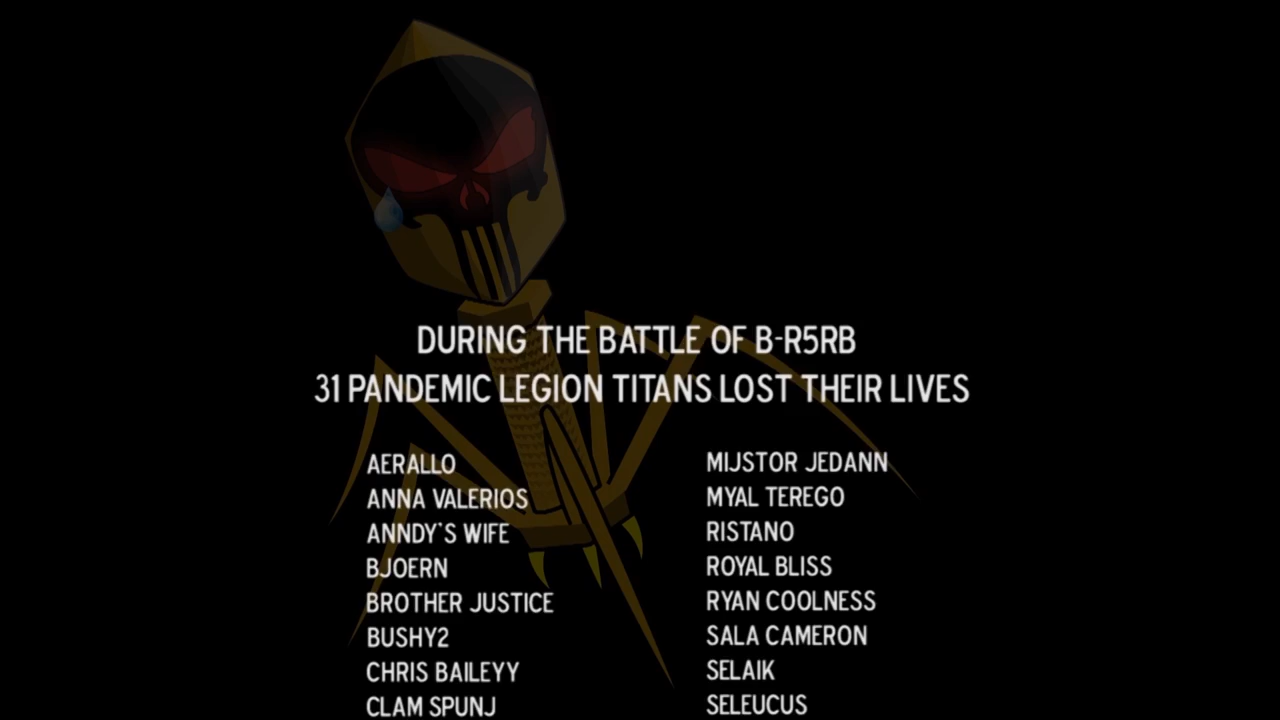 DURING THE BATTLE OF B-R5RB
31 PANDEMIC LEGION TITANS LOST THEIR LIVES
AERALLO
ANNA VALERIOS
ANNDY'S WIFE
BJOERN
BROTHER JUSTICE
BUSHY2
CHRIS BAILEYY
CLAM SPUNJ
MIJSTOR JEDANN
MYAL TEREGO
RISTANO
ROYAL BLISS
RYAN COOLNESS
SALA CAMERON
SELAIK
SELEUCUS